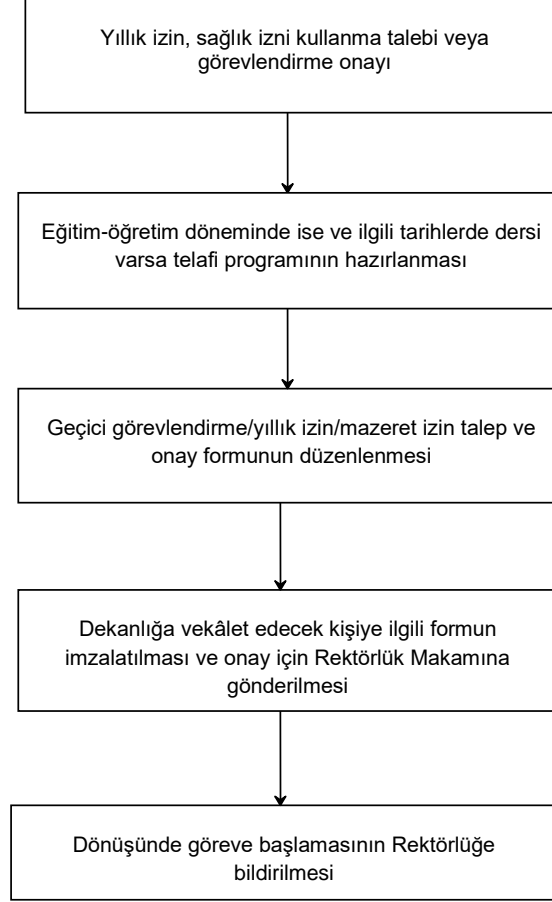 Yıllık izin, sağlık izni kullanma talebi veya
görevlendirme onayı
Eğitim-öğretim döneminde ise ve ilgili tarihlerde dersi
varsa telafi programının hazırlanması
Geçici görevlendirme/yıllık izin/mazeret izin talep ve
onay formunun düzenlenmesi
Dekanlığa vekâlet edecek kişiye ilgili formun
imzalatılması ve onay için Rektörlük Makamına
gönderilmesi
Dönüşünde göreve başlamasının Rektörlüğe
bildirilmesi